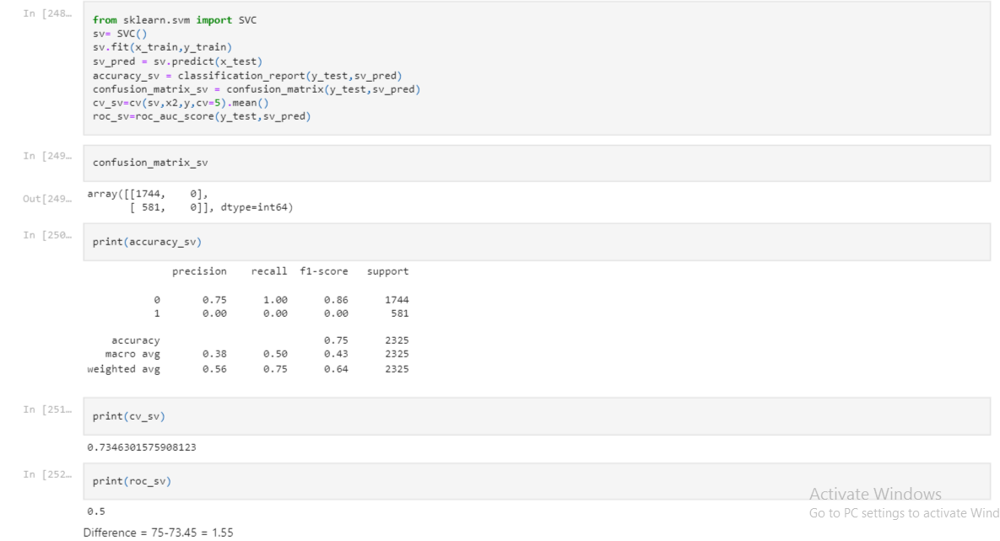 In [248…
from sklearn.svm import SVC
sv= SVC()
sv.fit(x_train,y_train)
sv_pred = sv.predict(x_test)
accuracy_sv = classification_report(y_test,sv_pred)
confusion_matrix_sv = confusion_matrix(y_test,sv_pred)
cv_sv=cv(sv,x2,y,cv=5).mean()
roc_sv=roc_auc_score(y_test,sv_pred)
In [249…
confusion_matrix_sv
Out[249… array([[1744,    0],
       [ 581,    0]], dtype=int64)
In [250…
print(accuracy_sv)
              precision    recall  f1-score   support
           0       0.75      1.00      0.86      1744
           1       0.00      0.00      0.00       581
    accuracy                           0.75      2325
   macro avg       0.38      0.50      0.43      2325
weighted avg       0.56      0.75      0.64      2325
In [251…
print(cv_sv)
0.7346301575908123
In [252…
print(roc_sv)
0.5
Difference = 75-73.45 = 1.55
Activate Windows
Go to PC settings to activate Wind